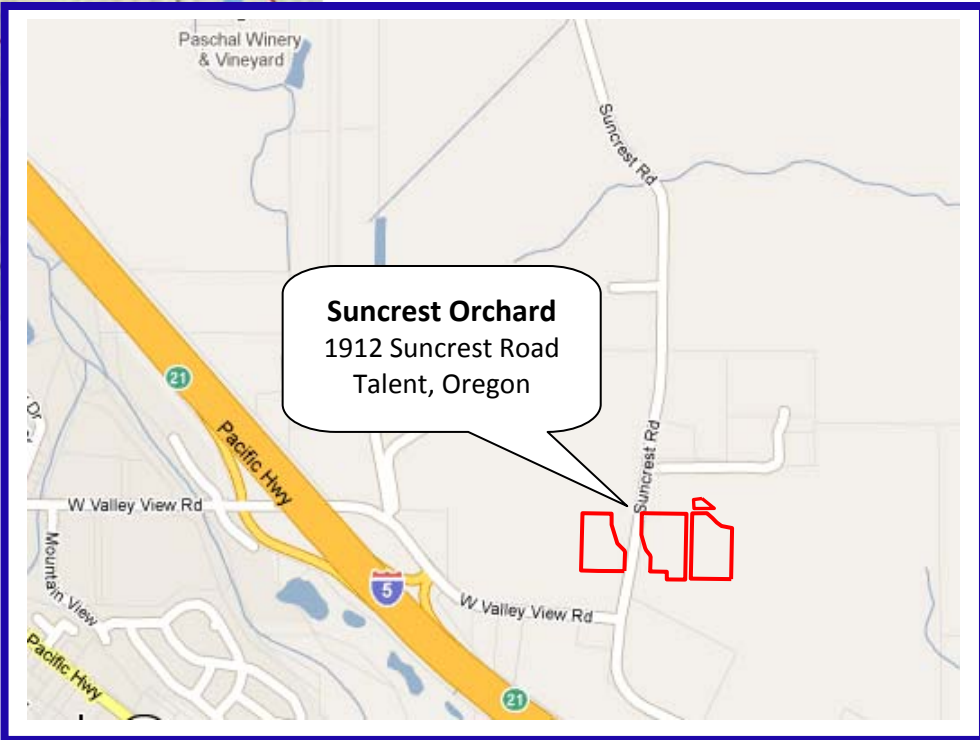 Paschal Winery
& Vineyard
Suncrest Rd
Suncrest Orchard
1912 Suncrest Road
Talent, Oregon
21
Pacific Hwy
Suncrest Rd
W Valley View Rd
Dr
Mountain View
5
W Valley View Rd
Pacific Hwy
21